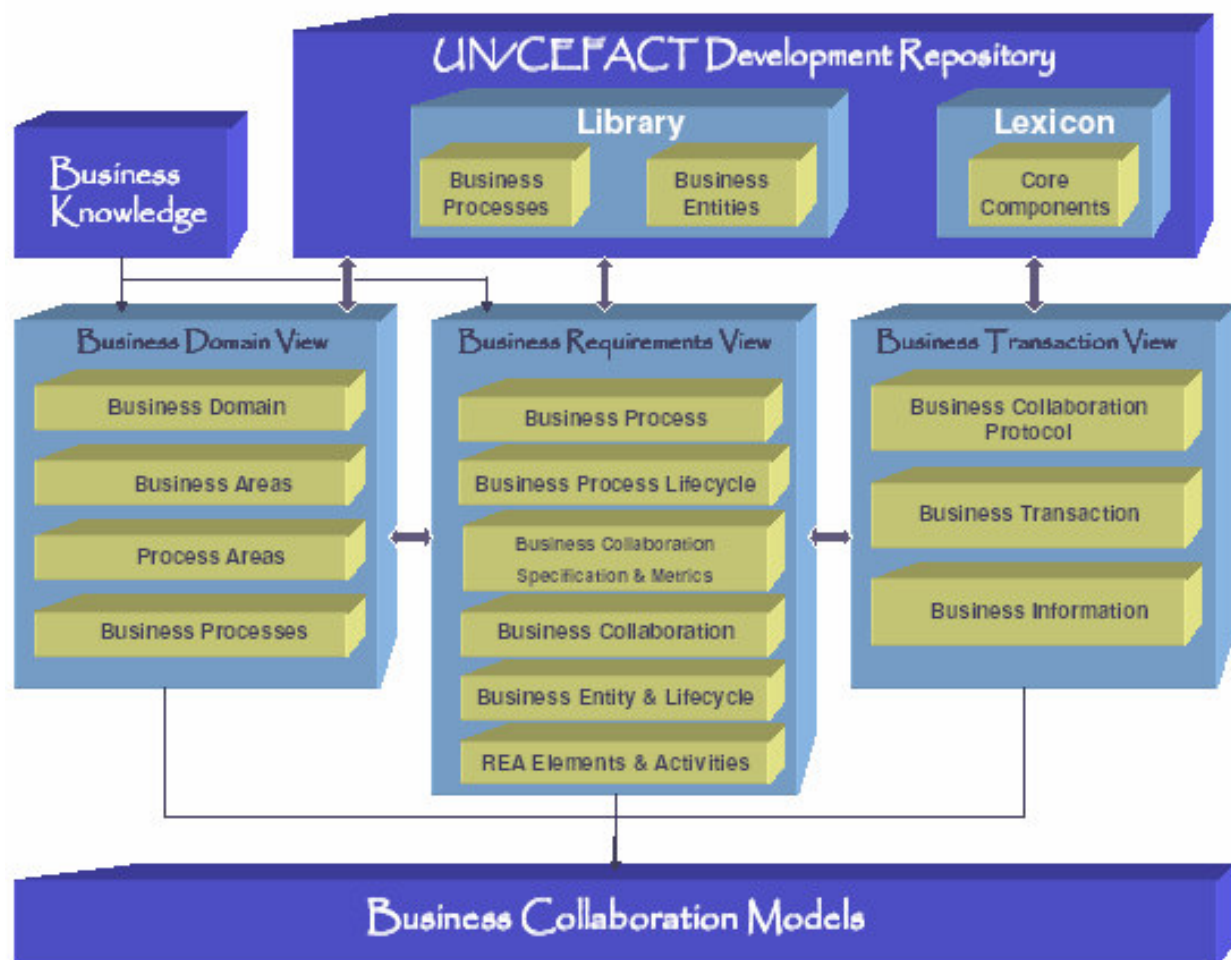 UN/CEFACT Development Repository
Library
Lexicon
Business
Processes
Business
Entities
Core
Components
Business
Knowledge
Business Domain View
Business Domain
Business Areas
Process Areas
Business Processes
Business Requirements View
Business Process
Business Process Lifecycle
Business Collaboration
Specification & Metrics
Business Collaboration
Business Entity & Lifecycle
REA Elements & Activities
Business Transaction View
Business Collaboration
Protocol
Business Transaction
Business Information
Business Collaboration Models